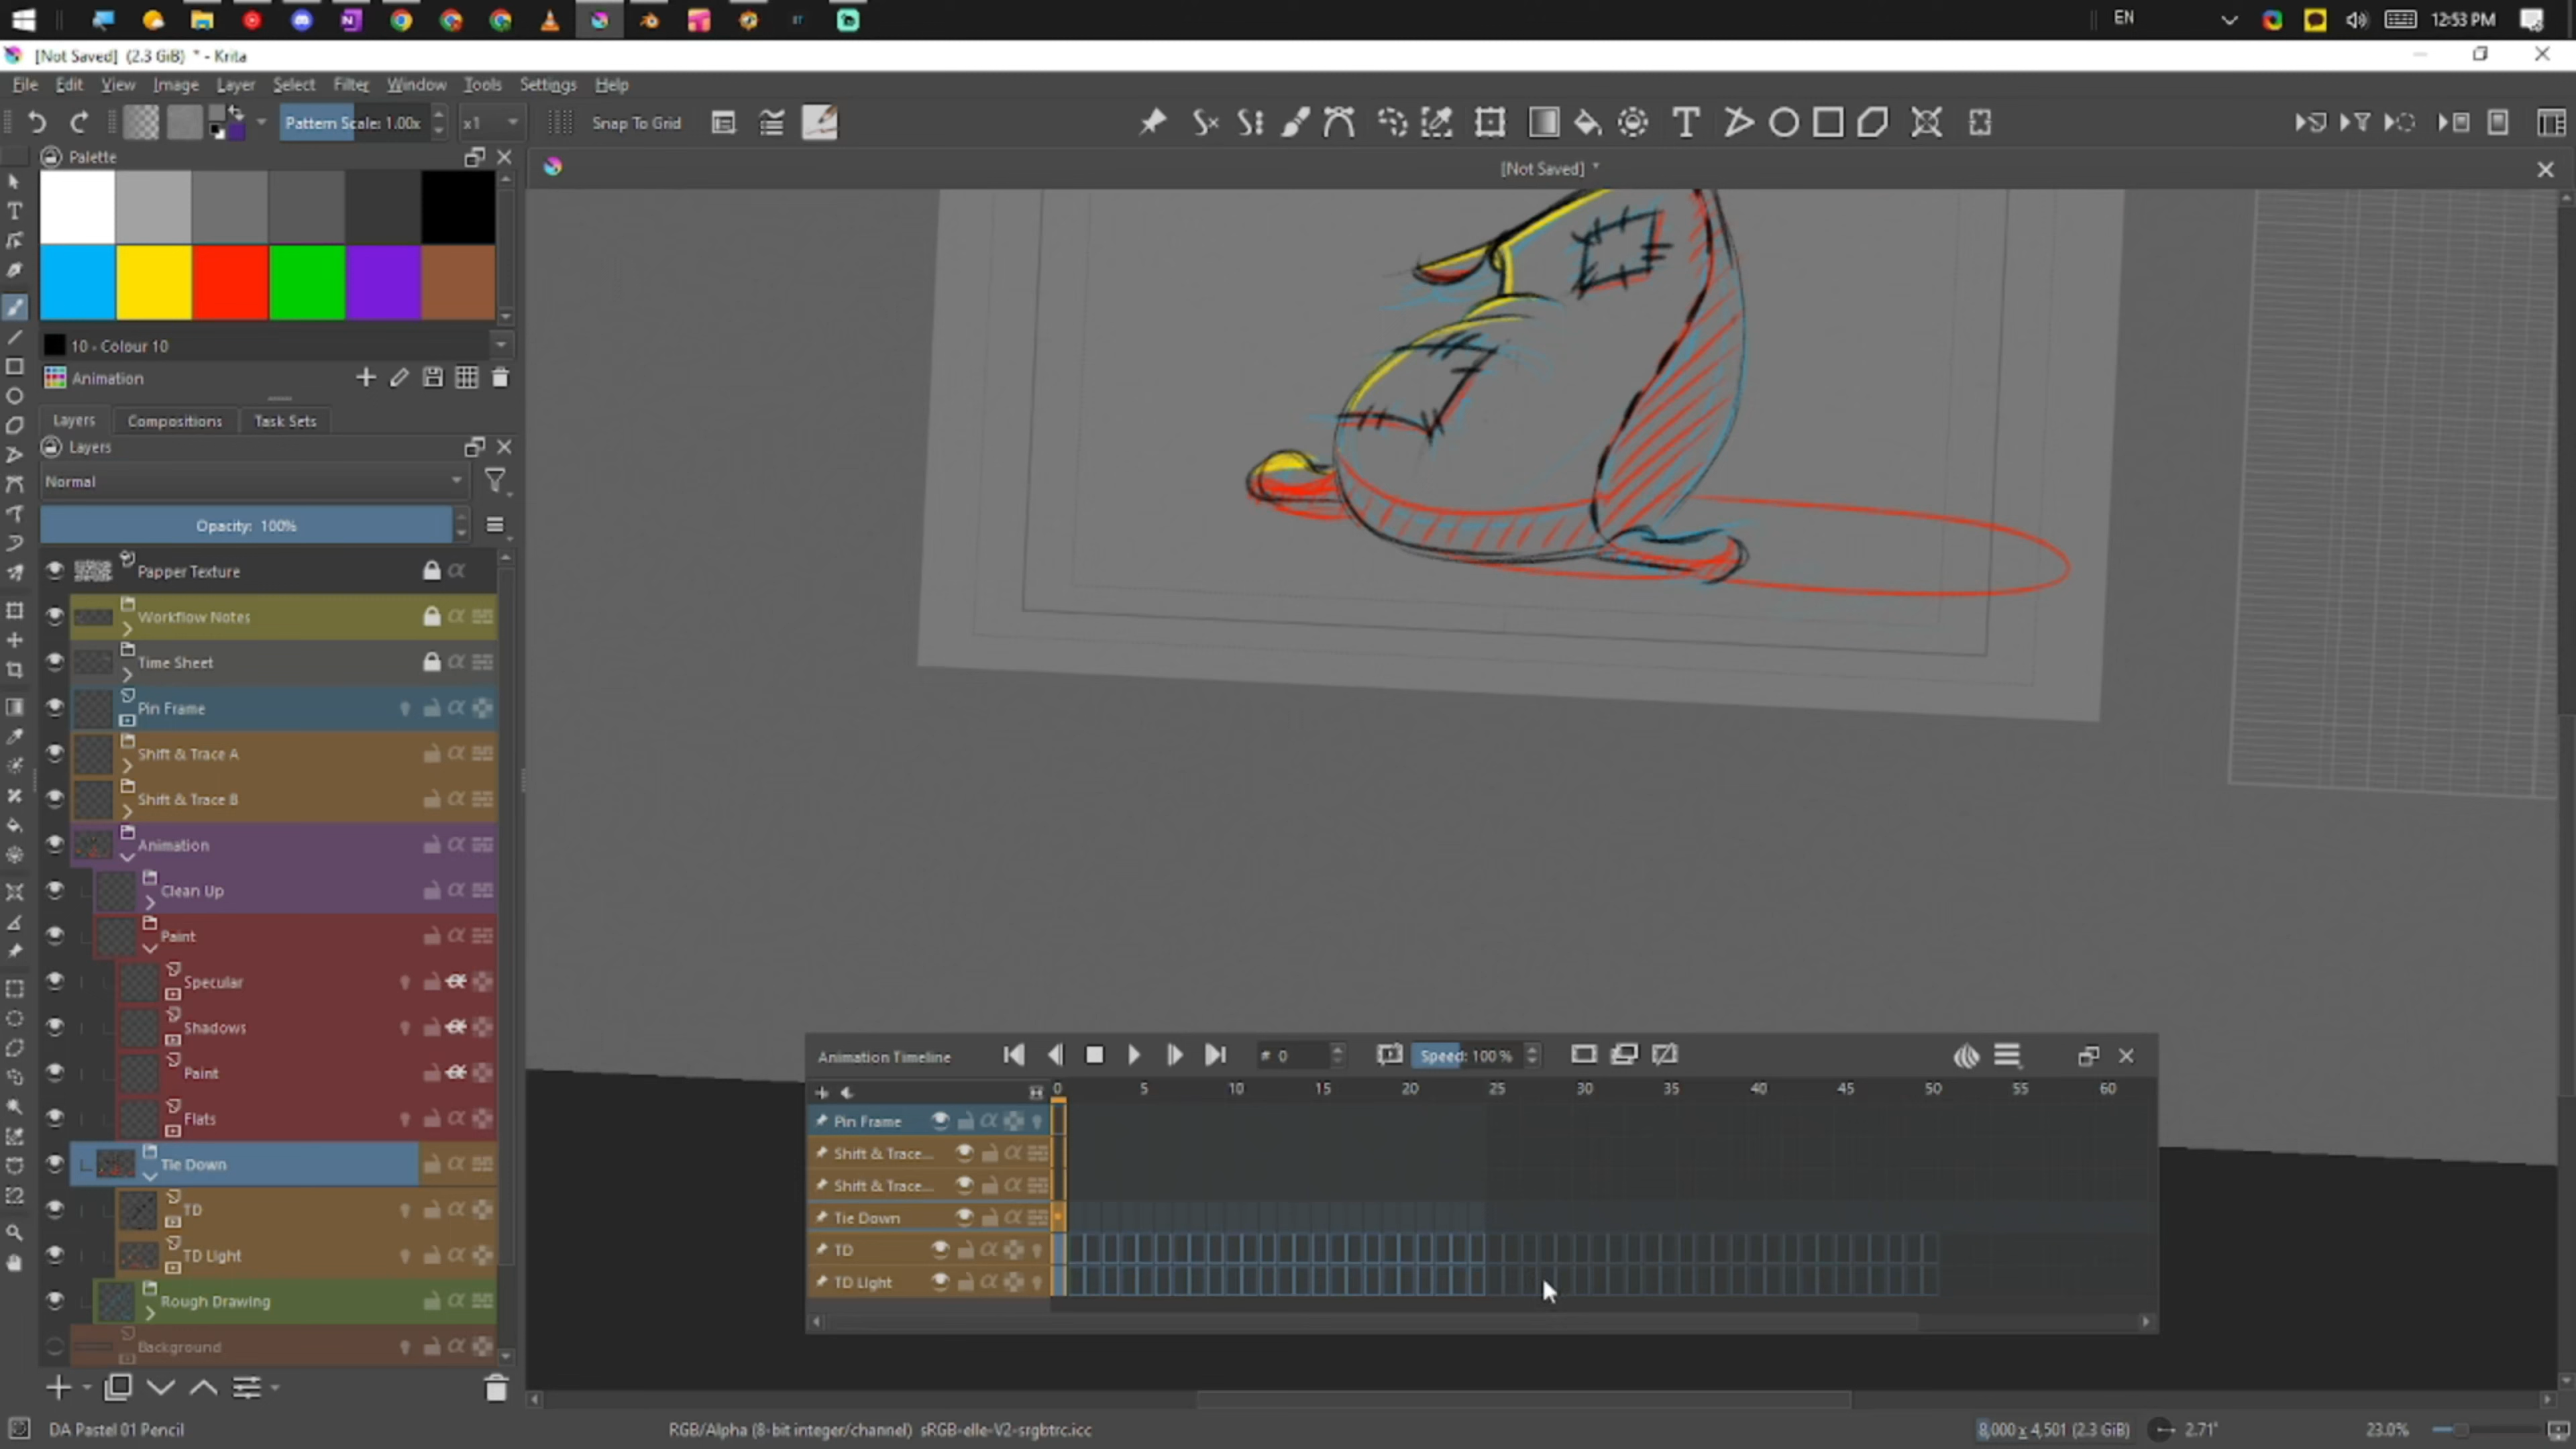 EN
12:53 PM
[Not Saved] (2.3 GiB) * - Krita
File Edit View Image Layer Select Filter Window Tools Settings Help
Pattern Scale: 1.00x
x1
Snap To Grid
Palette
[Not Saved] *
10 - Colour 10
Animation
Layers Compositions Task Sets
Layers
Normal
Opacity: 100%
Papper Texture
Workflow Notes
Time Sheet
Pin Frame
Shift & Trace A
Shift & Trace B
Animation
Clean Up
Paint
Specular
Shadows
Paint
Flats
Tie Down
TD
TD Light
Rough Drawing
Background
Animation Timeline
# 0
Speed: 100 %
0 5 10 15 20 25 30 35 40 45 50 55 60
Pin Frame
Shift & Trace...
Shift & Trace...
Tie Down
TD
TD Light
DA Pastel 01 Pencil
RGB/Alpha (8-bit integer/channel) sRGB-elle-V2-srgbtrc.icc
8,000 x 4,501 (2.3 GiB)
2.71°
23.0%